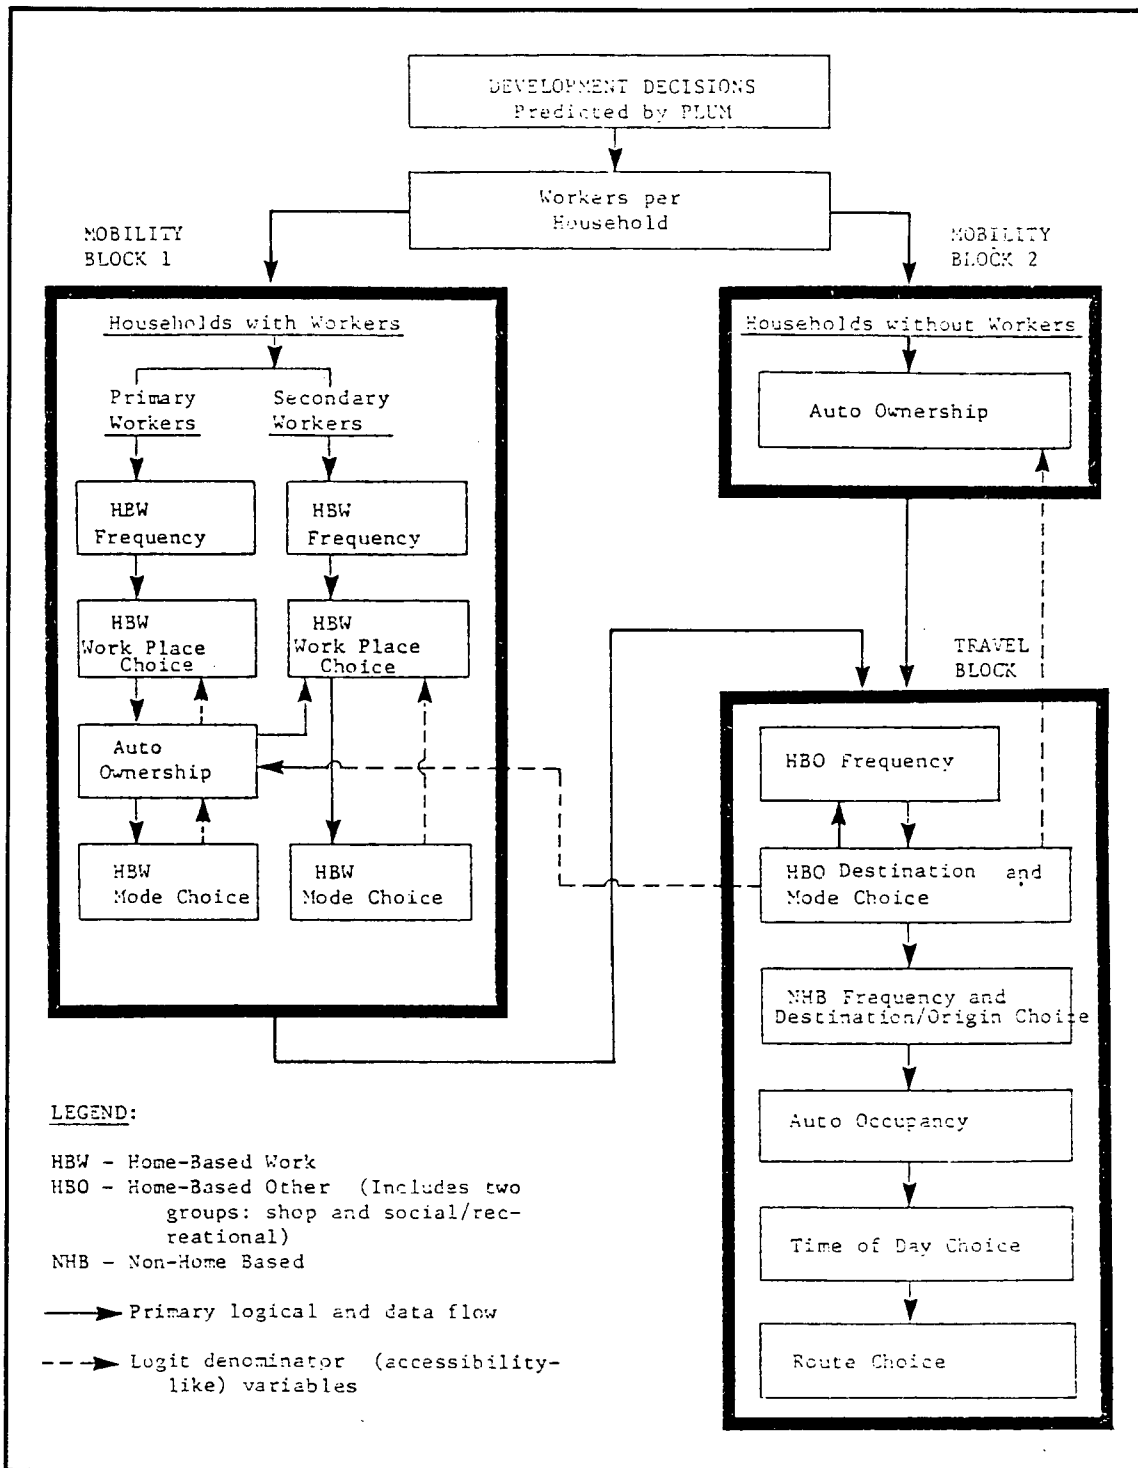 DEVELOPMENT DECISIONS
Predicted by PLUM
Workers per
Household
MOBILITY
BLOCK 1
MOBILITY
BLOCK 2
Households with Workers
Primary
Workers
Secondary
Workers
HBW
Frequency
HBW
Frequency
HBW
Work Place
Choice
HBW
Work Place
Choice
Auto
Ownership
HBW
Mode Choice
HBW
Mode Choice
Households without Workers
Auto Ownership
TRAVEL
BLOCK
HBO Frequency
HBO Destination and
Mode Choice
NHB Frequency and
Destination/Origin Choice
Auto Occupancy
Time of Day Choice
Route Choice
LEGEND:
HBW - Home-Based Work
HBO - Home-Based Other (Includes two
groups: shop and social/rec-
reational)
NHB - Non-Home Based
Primary logical and data flow
Logit denominator (accessibility-
like) variables